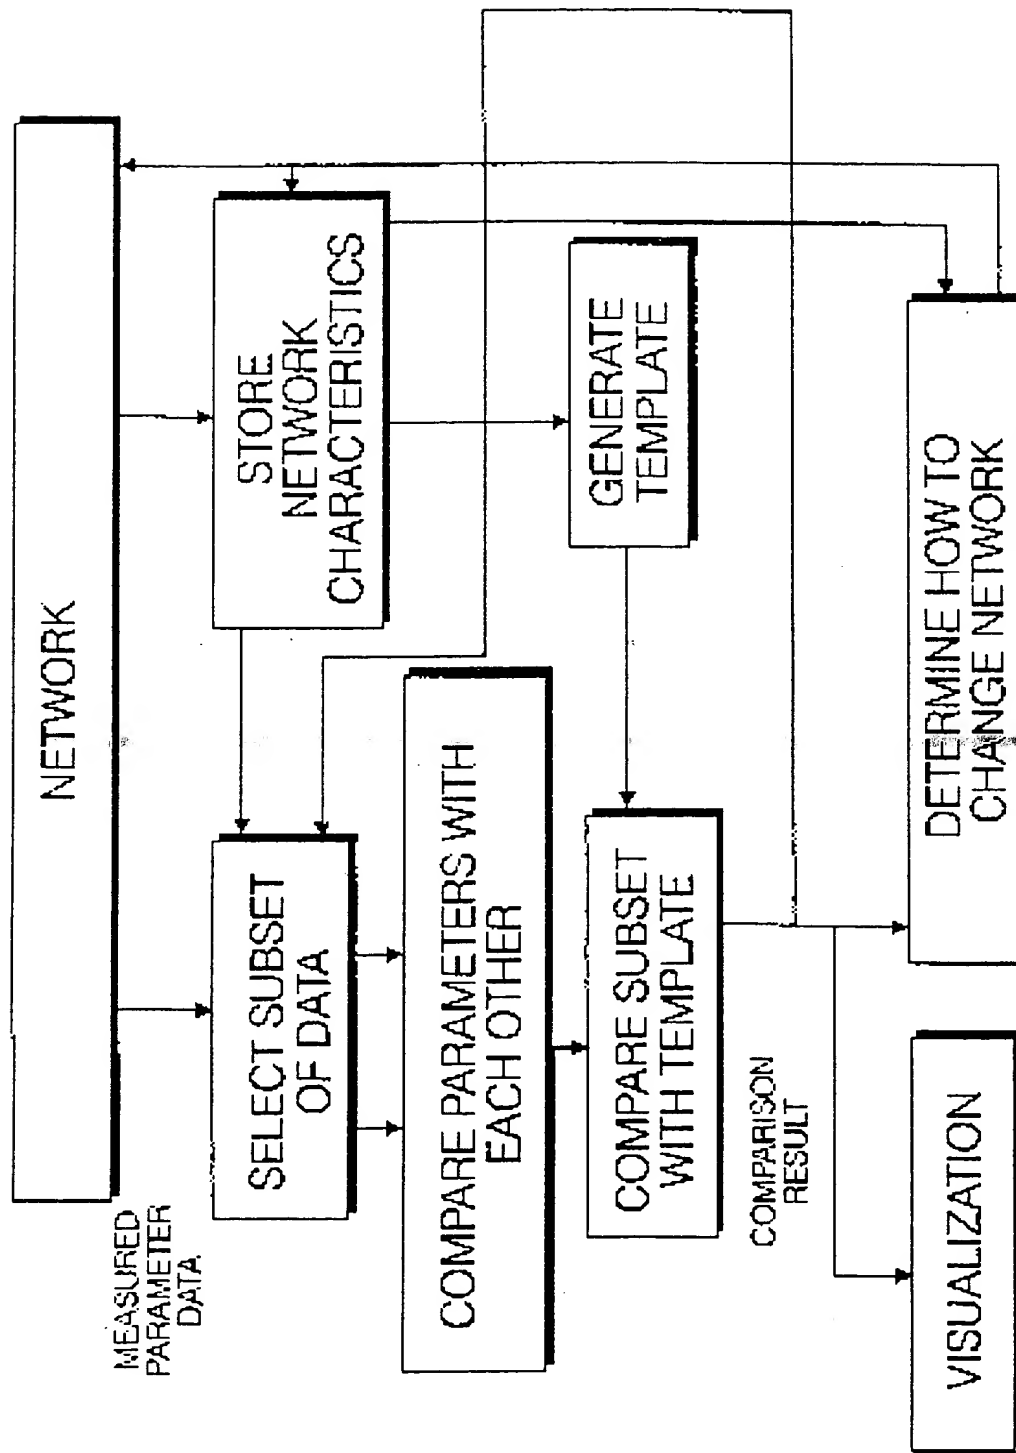 NETWORK
MEASURED
PARAMETER
DATA
SELECT SUBSET
OF DATA
STORE
NETWORK
CHARACTERISTICS
COMPARE PARAMETERS WITH
EACH OTHER
COMPARE SUBSET
WITH TEMPLATE
GENERATE
TEMPLATE
COMPARISON
RESULT
VISUALIZATION
DETERMINE HOW TO
CHANGE NETWORK